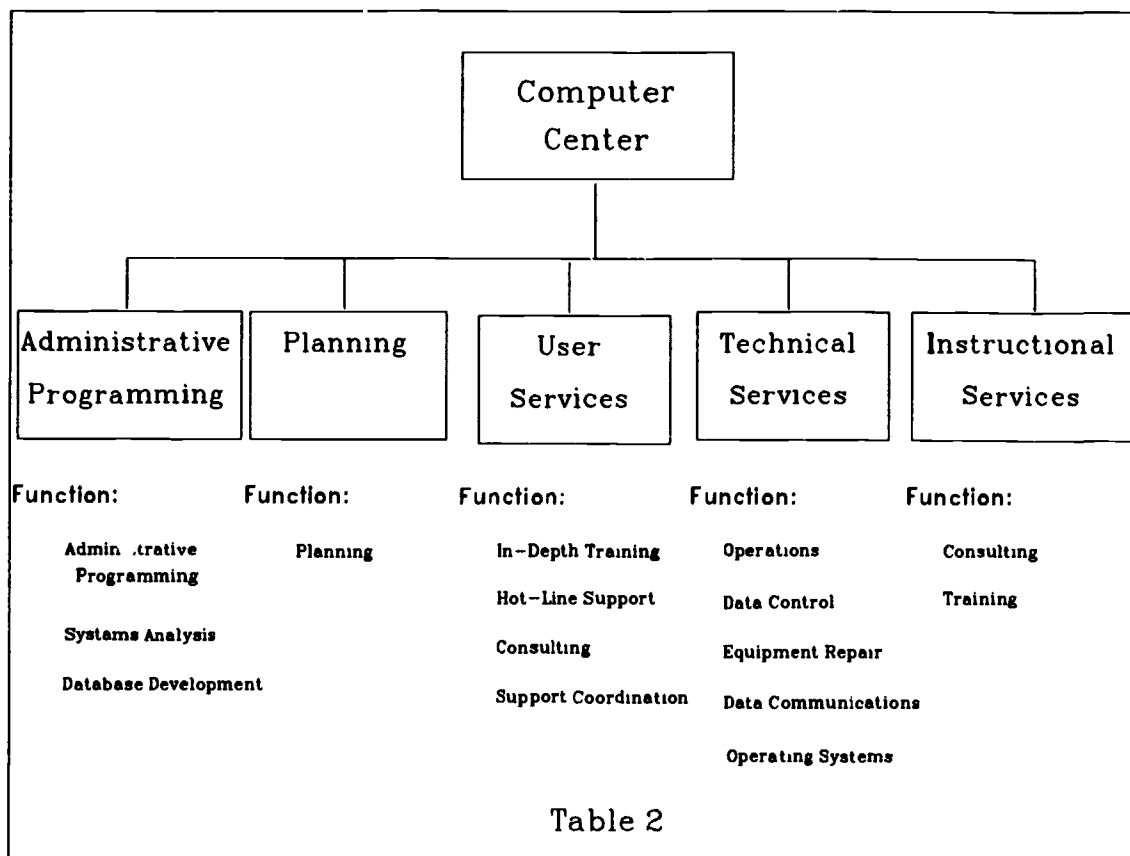 Computer
Center
Administrative
Programming
Planning
User
Services
Technical
Services
Instructional
Services
Function:
Programming
Systams Analysis
Database Development
Function:
Planning
Function:
In-Depth Training
Hot-Line Support
Consulting
Support Coordination
Function:
Operations
Data Control
Equipment Repair
Data Communications
Operating Systems
Function:
Consulting
Training
Table 2